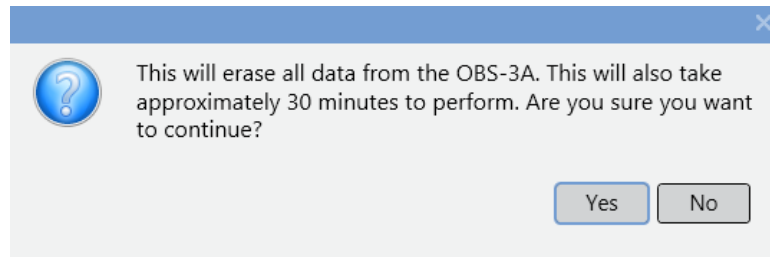 This will erase all data from the OBS-3A. This will also take
approximately 30 minutes to perform. Are you sure you want
to continue?
Yes No